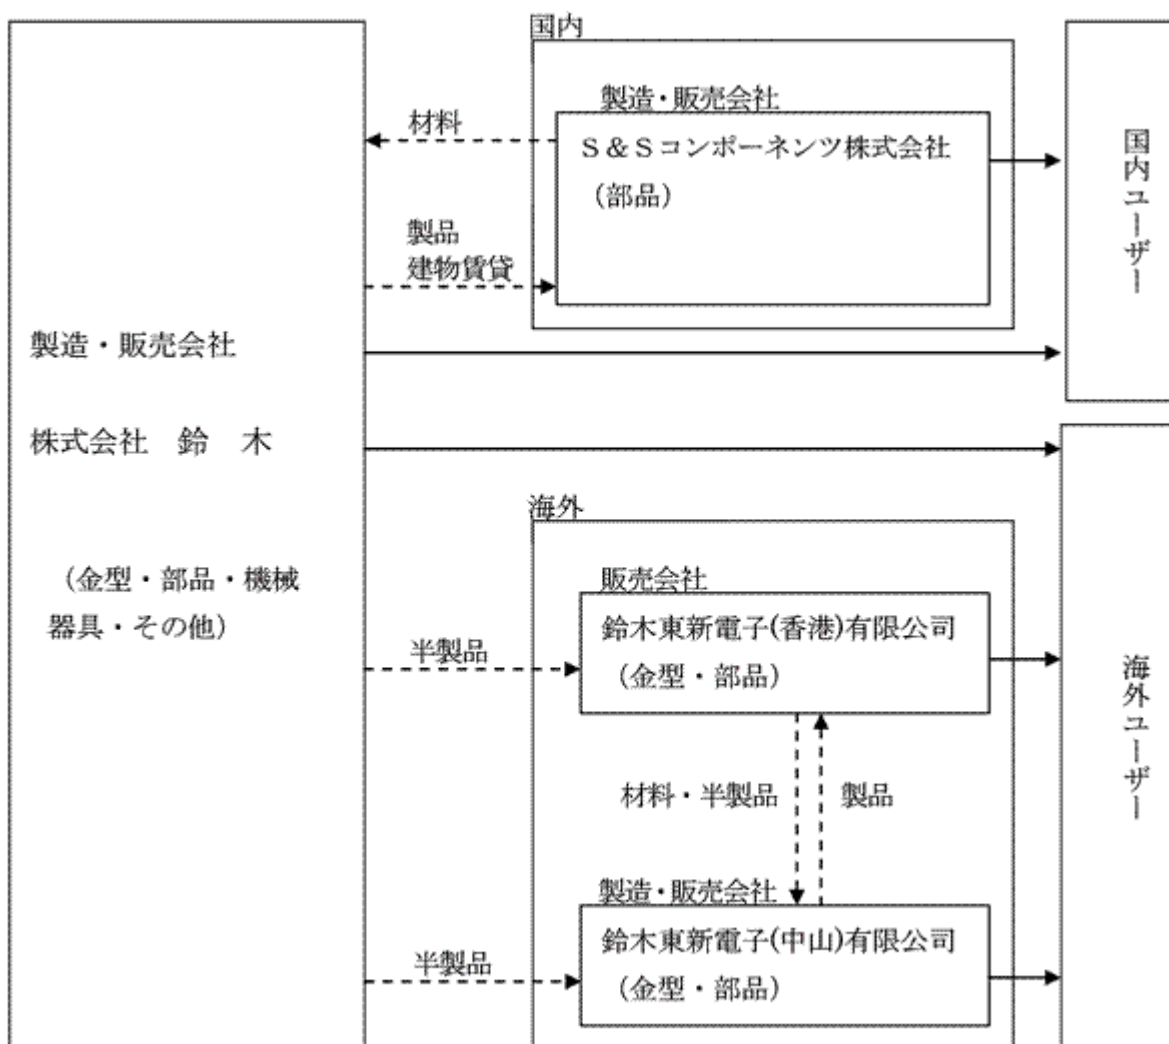 国内
製造・販売会社
材料
S&Sコンポーネンツ株式会社
(部品)
製品
建物賃貸
国内ユーザー
製造・販売会社
株式会社 鈴 木
(金型・部品・機械
器具・その他)
海外
販売会社
鈴木東新電子(香港)有限公司
(金型・部品)
半製品
材料・半製品
製品
海外ユーザー
製造・販売会社
鈴木東新電子(中山)有限公司
(金型・部品)
半製品